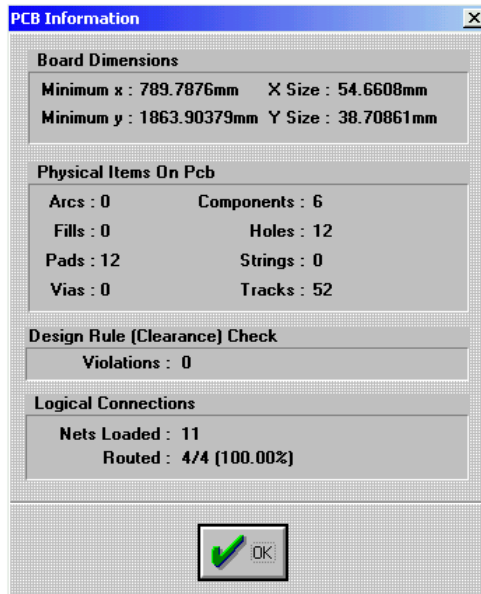 PCB Information
Board Dimensions
Minimum x : 789.7876mm X Size : 54.6608mm
Minimum y : 1863.90379mm Y Size : 38.70861mm
Physical Items On Pcb
Arcs : 0 Components : 6
Fills : 0 Holes : 12
Pads : 12 Strings : 0
Vias : 0 Tracks : 52
Design Rule (Clearance) Check
Violations : 0
Logical Connections
Nets Loaded : 11
Routed : 4/4 (100.00%)
OK